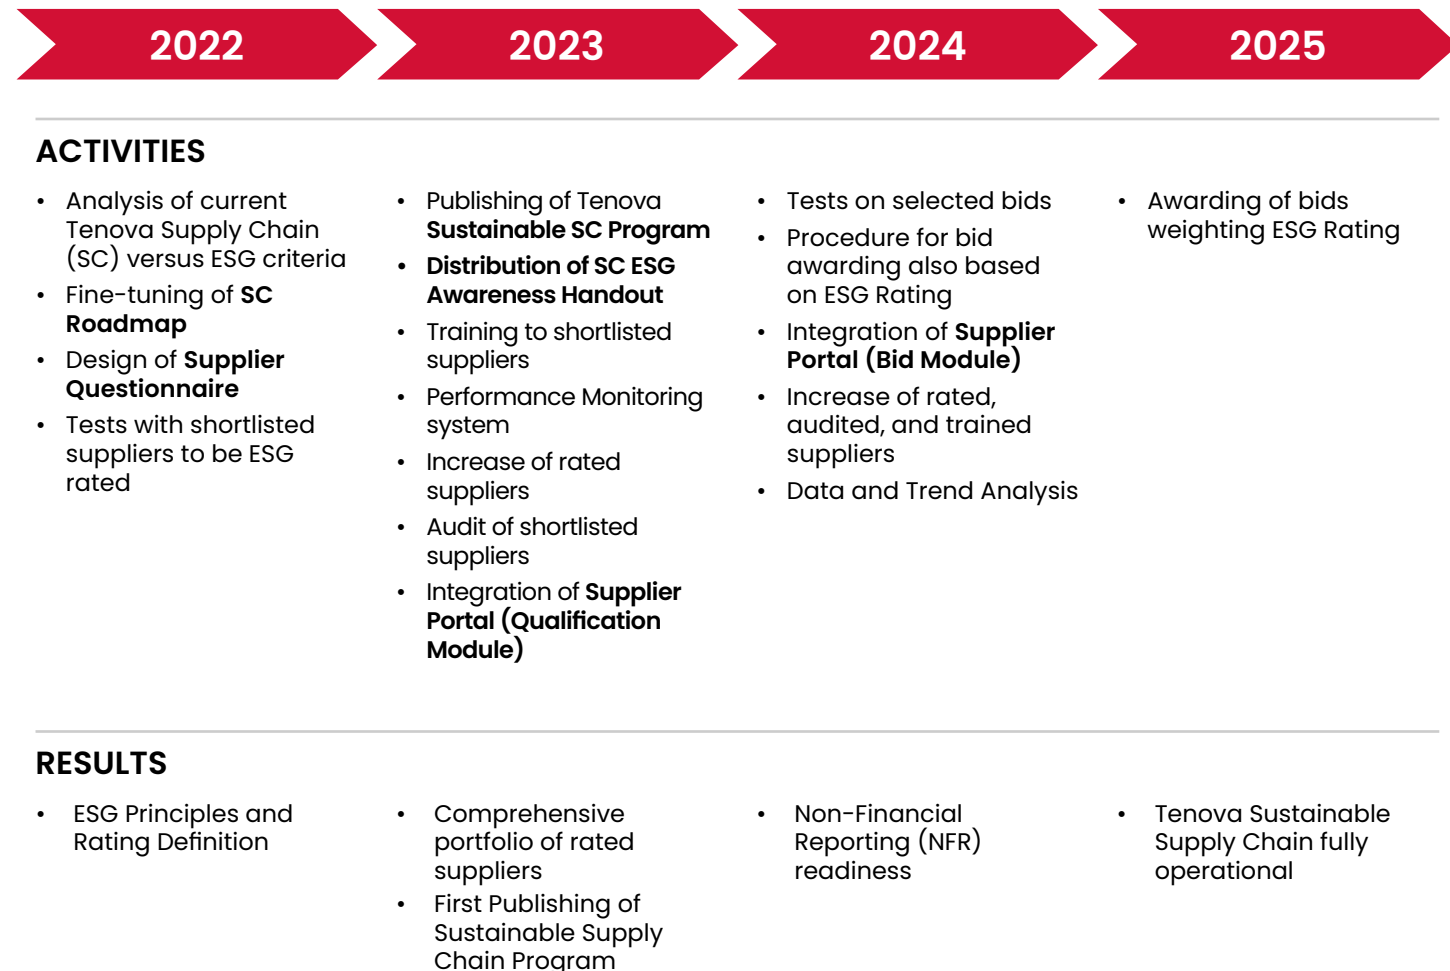 2022
2023
2024
2025
ACTIVITIES
• Analysis of current
Tenova Supply Chain
(SC) versus ESG criteria
• Fine-tuning of SC
Roadmap
• Design of Supplier
Questionnaire
• Tests with shortlisted
suppliers to be ESG
rated
• Publishing of Tenova
Sustainable SC Program
• Distribution of SC ESG
Awareness Handout
• Training to shortlisted
suppliers
• Performance Monitoring
system
• Increase of rated
suppliers
• Audit of shortlisted
suppliers
• Integration of Supplier
Portal (Qualification
Module)
• Tests on selected bids
• Procedure for bid
awarding also based
on ESG Rating
• Integration of Supplier
Portal (Bid Module)
• Increase of rated,
audited, and trained
suppliers
• Data and Trend Analysis
• Awarding of bids
weighting ESG Rating
RESULTS
• ESG Principles and
Rating Definition
• Comprehensive
portfolio of rated
suppliers
• First Publishing of
Sustainable Supply
Chain Program
• Non-Financial
Reporting (NFR)
readiness
• Tenova Sustainable
Supply Chain fully
operational